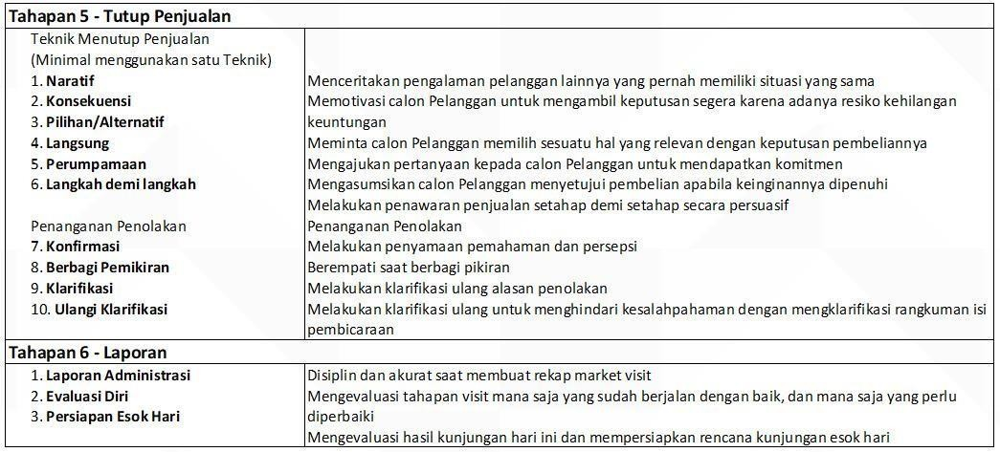 Tahapan 5 - Tutup Penjualan
Teknik Menutup Penjualan
(Minimal menggunakan satu Teknik)
1. Naratif
2. Konsekuensi
3. Pilihan/Alternatif
4. Langsung
5. Perumpamaan
6. Langkah demi langkah
Penanganan Penolakan
7. Konfirmasi
8. Berbagi Pemikiran
9. Klarifikasi
10. Ulangi Klarifikasi
Menceritakan pengalaman pelanggan lainnya yang pernah memiliki situasi yang sama
Memotivasi calon Pelanggan untuk mengambil keputusan segera karena adanya resiko kehilangan
keuntungan
Meminta calon Pelanggan memilih sesuatu hal yang relevan dengan keputusan pembeliannya
Mengajukan pertanyaan kepada calon Pelanggan untuk mendapatkan komitmen
Mengasumsikan calon Pelanggan menyetujui pembelian apabila keinginannya dipenuhi
Melakukan penawaran penjualan setahap demi setahap secara persuasif
Penanganan Penolakan
Melakukan penyamaan pemahaman dan persepsi
Berempati saat berbagi pikiran
Melakukan klarifikasi ulang alasan penolakan
Melakukan klarifikasi ulang untuk menghindari kesalahpahaman dengan mengklarifikasi rangkuman isi
pembicaraan
Tahapan 6 - Laporan
1. Laporan Administrasi
2. Evaluasi Diri
3. Persiapan Esok Hari
Disiplin dan akurat saat membuat rekap market visit
Mengevaluasi tahapan visit mana saja yang sudah berjalan dengan baik, dan mana saja yang perlu
diperbaiki
Mengevaluasi hasil kunjungan hari ini dan mempersiapkan rencana kunjungan esok hari